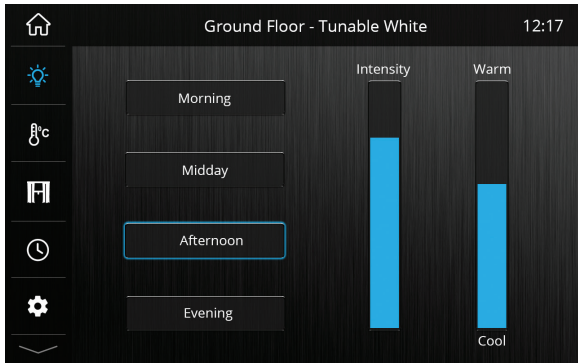 Ground Floor - Tunable White
12:17
Intensity
Warm
Morning
°C
Midday
Afternoon
Evening
Cool